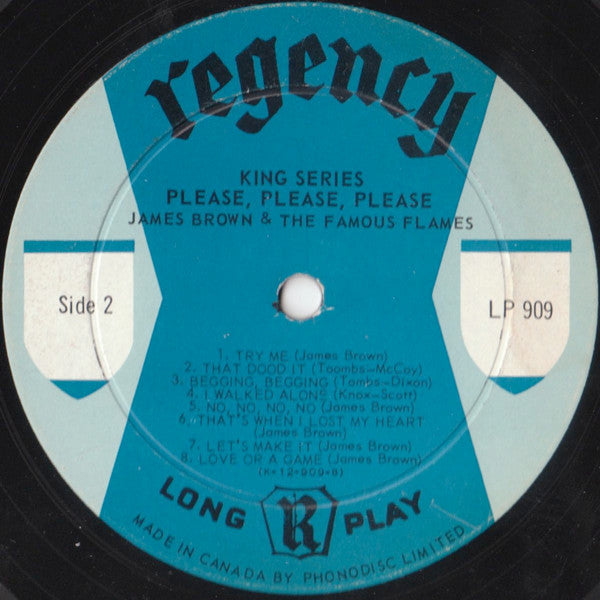 regency
KING SERIES
PLEASE, PLEASE, PLEASE
JAMES BROWN & THE FAMOUS FLAMES
Side 2
LP 909
1. TRY ME (James Brown)
2. THAT DOOD IT (Toombs-McCoy)
3. BEGGING, BEGGING (Tombs-Dixon)
4. I WALKED ALONE (Knox-Scott)
5. NO, NO, NO, NO (James Brown)
6. THAT'S WHEN I LOST MY HEART
(James Brown)
7. LET'S MAKE IT (James Brown)
8. LOVE OR A GAME (James Brown)
(K-12-909-B)
LONG R PLAY
MADE IN CANADA BY PHONODISC LIMITED